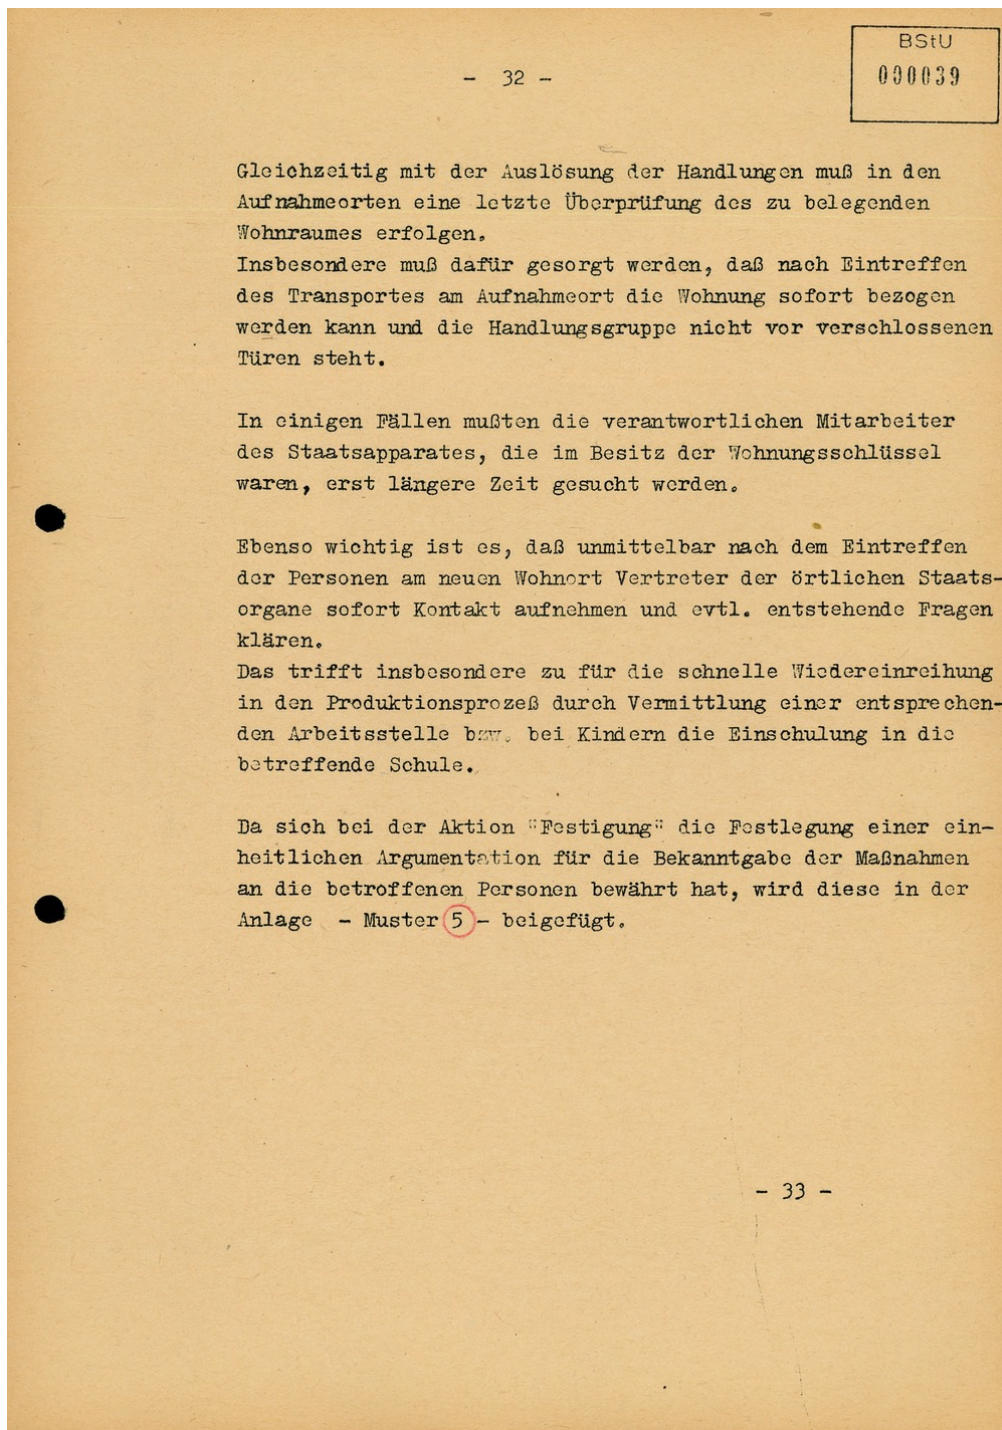 BStU
000039
- 32 -
Gleichzeitig mit der Auslösung der Handlungen muß in den
Aufnahmeorten eine letzte Überprüfung des zu belegenden
Wohnraumes erfolgen.
Insbesondere muß dafür gesorgt werden, daß nach Eintreffen
des Transportes am Aufnahmeort die Wohnung sofort bezogen
werden kann und die Handlungsgruppe nicht vor verschlossenen
Türen steht.
In einigen Fällen mußten die verantwortlichen Mitarbeiter
des Staatsapparates, die im Besitz der Wohnungsschlüssel
waren, erst längere Zeit gesucht werden.
Ebenso wichtig ist es, daß unmittelbar nach dem Eintreffen
der Personen am neuen Wohnort Vertreter der örtlichen Staats-
organe sofort Kontakt aufnehmen und evtl. entstehende Fragen
klären.
Das trifft insbesondere zu für die schnelle Wiedereinreihung
in den Produktionsprozeß durch Vermittlung einer entsprechen-
den Arbeitsstelle bzw. bei Kindern die Einschulung in die
betreffende Schule.
Da sich bei der Aktion "Festigung" die Festlegung einer ein-
heitlichen Argumentation für die Bekanntgabe der Maßnahmen
an die betroffenen Personen bewährt hat, wird diese in der
Anlage - Muster 5 - beigefügt.
- 33 -